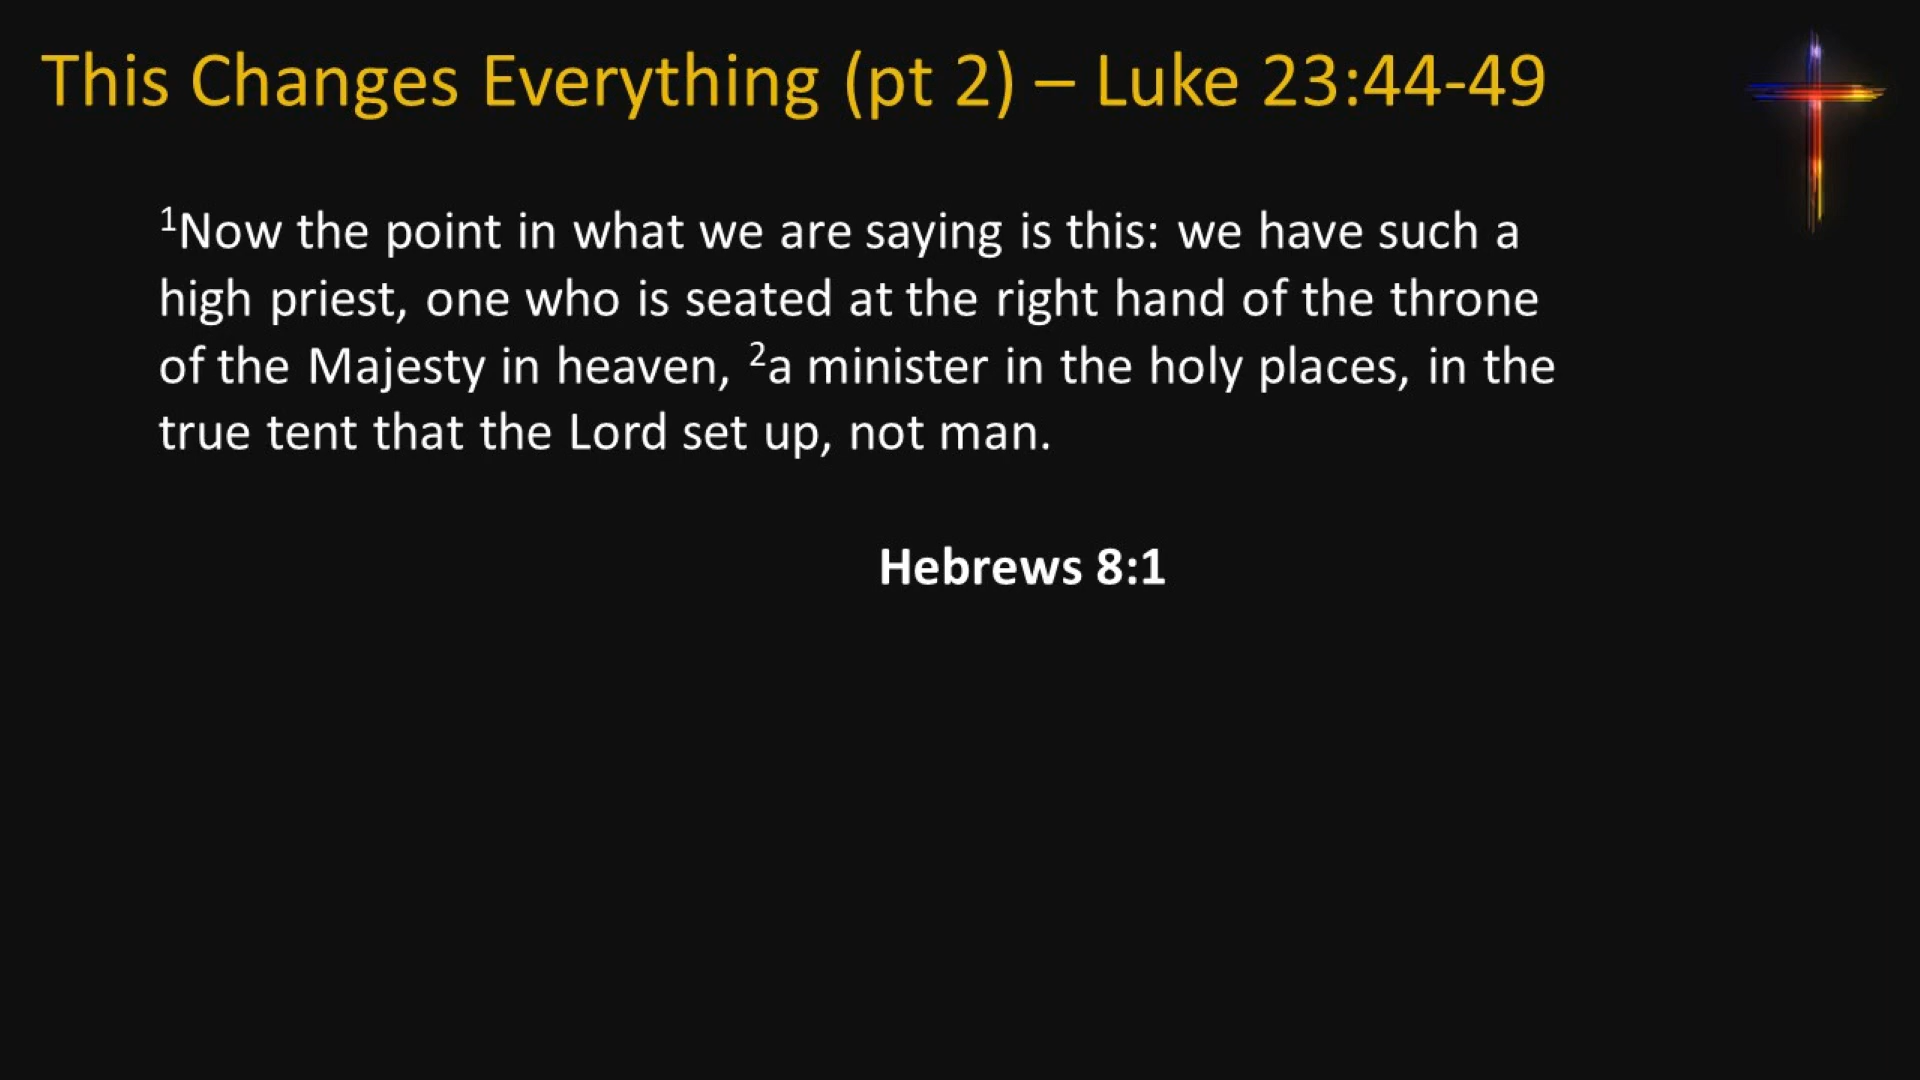 This Changes Everything (pt 2) – Luke 23:44-49
¹Now the point in what we are saying is this: we have such a
high priest, one who is seated at the right hand of the throne
of the Majesty in heaven, ²a minister in the holy places, in the
true tent that the Lord set up, not man.
Hebrews 8:1